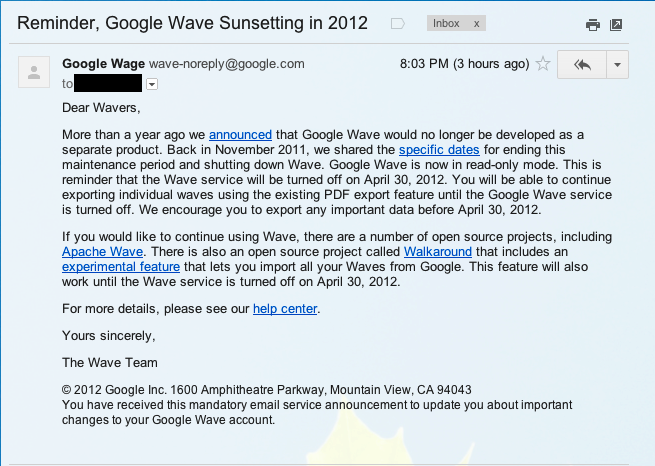 Reminder, Google Wave Sunsetting in 2012 Inbox x
Google Wage wave-noreply@google.com 8:03 PM (3 hours ago)
to
Dear Wavers,
More than a year ago we announced that Google Wave would no longer be developed as a
separate product. Back in November 2011, we shared the specific dates for ending this
maintenance period and shutting down Wave. Google Wave is now in read-only mode. This is
reminder that the Wave service will be turned off on April 30, 2012. You will be able to continue
exporting individual waves using the existing PDF export feature until the Google Wave service
is turned off. We encourage you to export any important data before April 30, 2012.
If you would like to continue using Wave, there are a number of open source projects, including
Apache Wave. There is also an open source project called Walkaround that includes an
experimental feature that lets you import all your Waves from Google. This feature will also
work until the Wave service is turned off on April 30, 2012.
For more details, please see our help center.
Yours sincerely,
The Wave Team
© 2012 Google Inc. 1600 Amphitheatre Parkway, Mountain View, CA 94043
You have received this mandatory email service announcement to update you about important
changes to your Google Wave account.